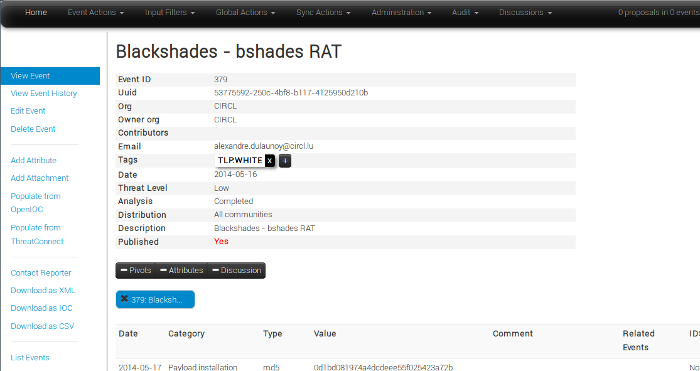 Home Event Actions Input Filters Global Actions Sync Actions Administration Audit Discussions 0 proposals in 0 events
Blackshades - bshades RAT
View Event
View Event History
Edit Event
Delete Event
Add Attribute
Add Attachment
Populate from
OpenIOC
Populate from
ThreatConnect
Contact Reporter
Download as XML
Download as IOC
Download as CSV
List Events
Event ID 379
Uuid 53775592-250c-4bf8-b117-4125950d210b
Org CIRCL
Owner org CIRCL
Contributors
Email alexandre.dulaunoy@circl.lu
Tags TLP:WHITE x +
Date 2014-05-16
Threat Level Low
Analysis Completed
Distribution All communities
Description Blackshades - bshades RAT
Published Yes
Pivots Attributes Discussion
379: Blacksh...
Date Category Type Value Comment Related Events IDS
2014-05-17 Payload installation md5 0d1bd081974a4dcdeee55f025423a72b No